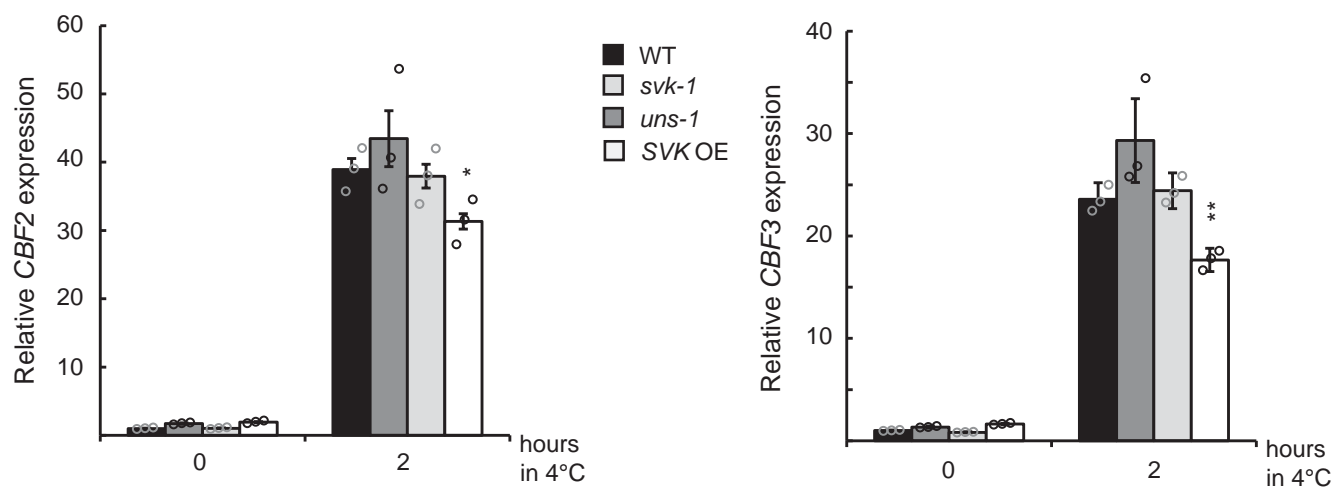 Relative CBF2 expression
60
50
40
30
20
10
*
0
2
hours
in 4°C
WT
svk-1
uns-1
SVK OE
Relative CBF3 expression
40
30
20
10
**
0
2
hours
in 4°C